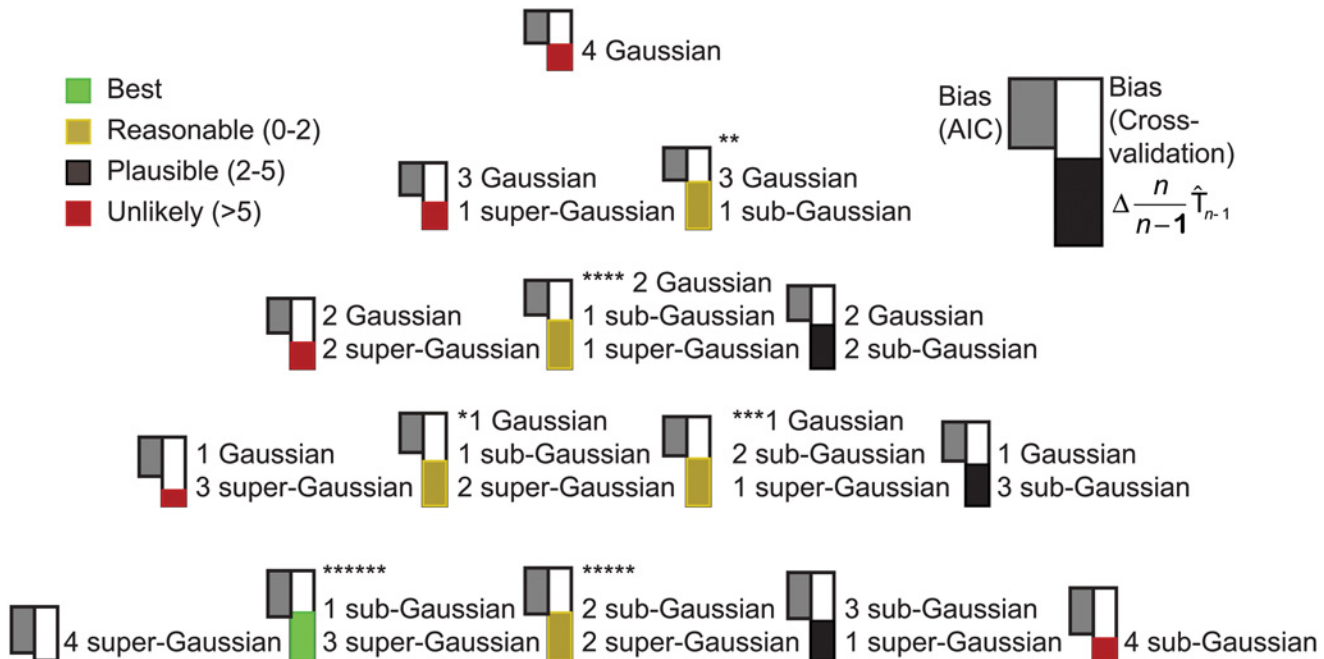 4 Gaussian
Best
Reasonable (0-2)
Plausible (2-5)
Unlikely (>5)
Bias
(AIC)
Bias
(Cross-
validation)
Δ n/n−1 T̂n-1
3 Gaussian
1 super-Gaussian
**
3 Gaussian
1 sub-Gaussian
2 Gaussian
2 super-Gaussian
**** 2 Gaussian
1 sub-Gaussian
1 super-Gaussian
2 Gaussian
2 sub-Gaussian
1 Gaussian
3 super-Gaussian
*1 Gaussian
1 sub-Gaussian
2 super-Gaussian
***1 Gaussian
2 sub-Gaussian
1 super-Gaussian
1 Gaussian
3 sub-Gaussian
4 super-Gaussian
******
1 sub-Gaussian
3 super-Gaussian
*****
2 sub-Gaussian
2 super-Gaussian
3 sub-Gaussian
1 super-Gaussian
4 sub-Gaussian